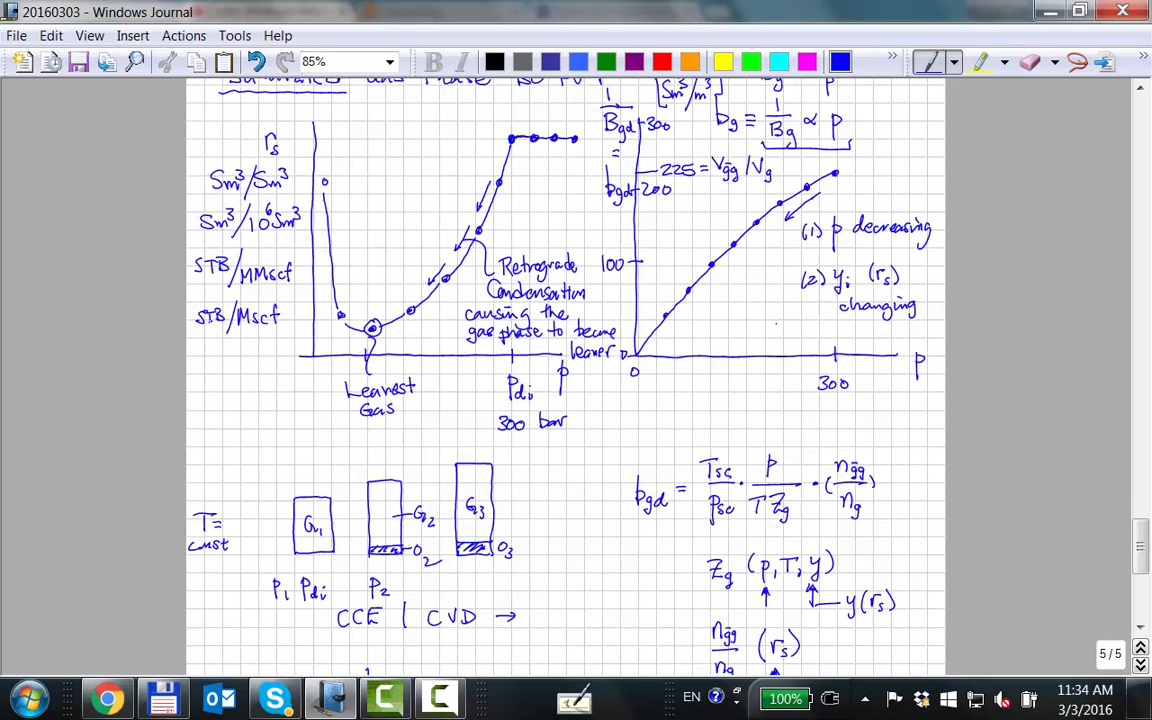 20160303 - Windows Journal
File Edit View Insert Actions Tools Help
85%
rs
Sm³/Sm³
Sm³/10⁶Sm³
STB/MMscf
STB/Mscf
Retrograde
Condensation
causing the
gas phase to become
leaner
Leanest
Gas
Pdi
300 bar
p
1
Bgd
=
bgd
[Sm³/m³]
300
225 = Vḡg/Vg
200
100
0
0
300
p
bg ≡ 1/Bg ∝ p
(1) p decreasing
(2) yi (rs)
changing
T=
const
G1
G2
O2
G3
O3
P1 Pdi
P2
CCE | CVD →
bgd = Tsc/psc · p/TZg · (nḡg/ng)
Zg (p, T, y)
y(rs)
nḡg/ng (rs)
5/5
EN
100%
11:34 AM
3/3/2016